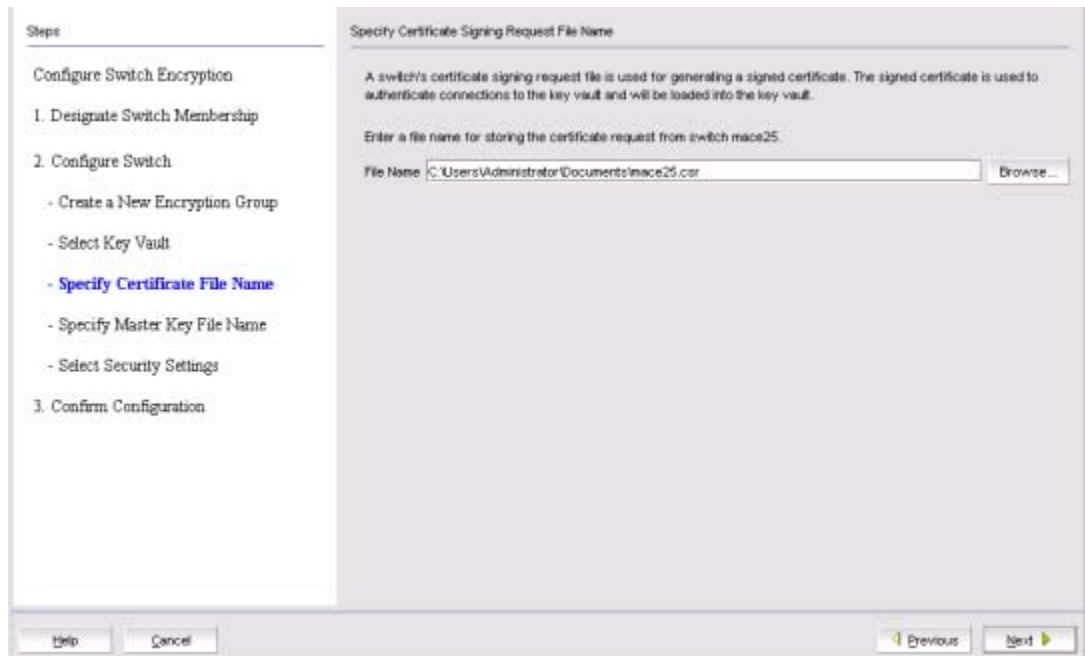 Steps
Configure Switch Encryption
1. Designate Switch Membership
2. Configure Switch
- Create a New Encryption Group
- Select Key Vault
- Specify Certificate File Name
- Specify Master Key File Name
- Select Security Settings
3. Confirm Configuration
Specify Certificate Signing Request File Name
A switch's certificate signing request file is used for generating a signed certificate. The signed certificate is used to
authenticate connections to the key vault and will be loaded into the key vault.
Enter a file name for storing the certificate request from switch mace25.
File Name C:\Users\Administrator\Documents\mace25.csr Browse...
Help Cancel Previous Next